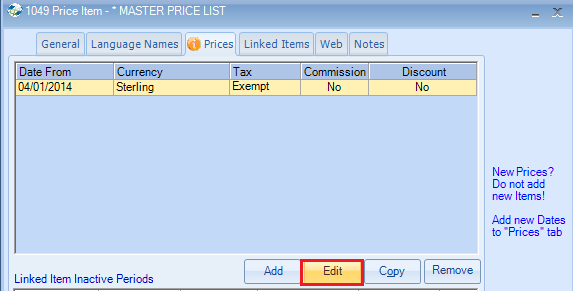 1049 Price Item - * MASTER PRICE LIST
General Language Names Prices Linked Items Web Notes
Date From Currency Tax Commission Discount
04/01/2014 Sterling Exempt No No
New Prices?
Do not add
new Items!
Add new Dates
to "Prices" tab
Add Edit Copy Remove
Linked Item Inactive Periods